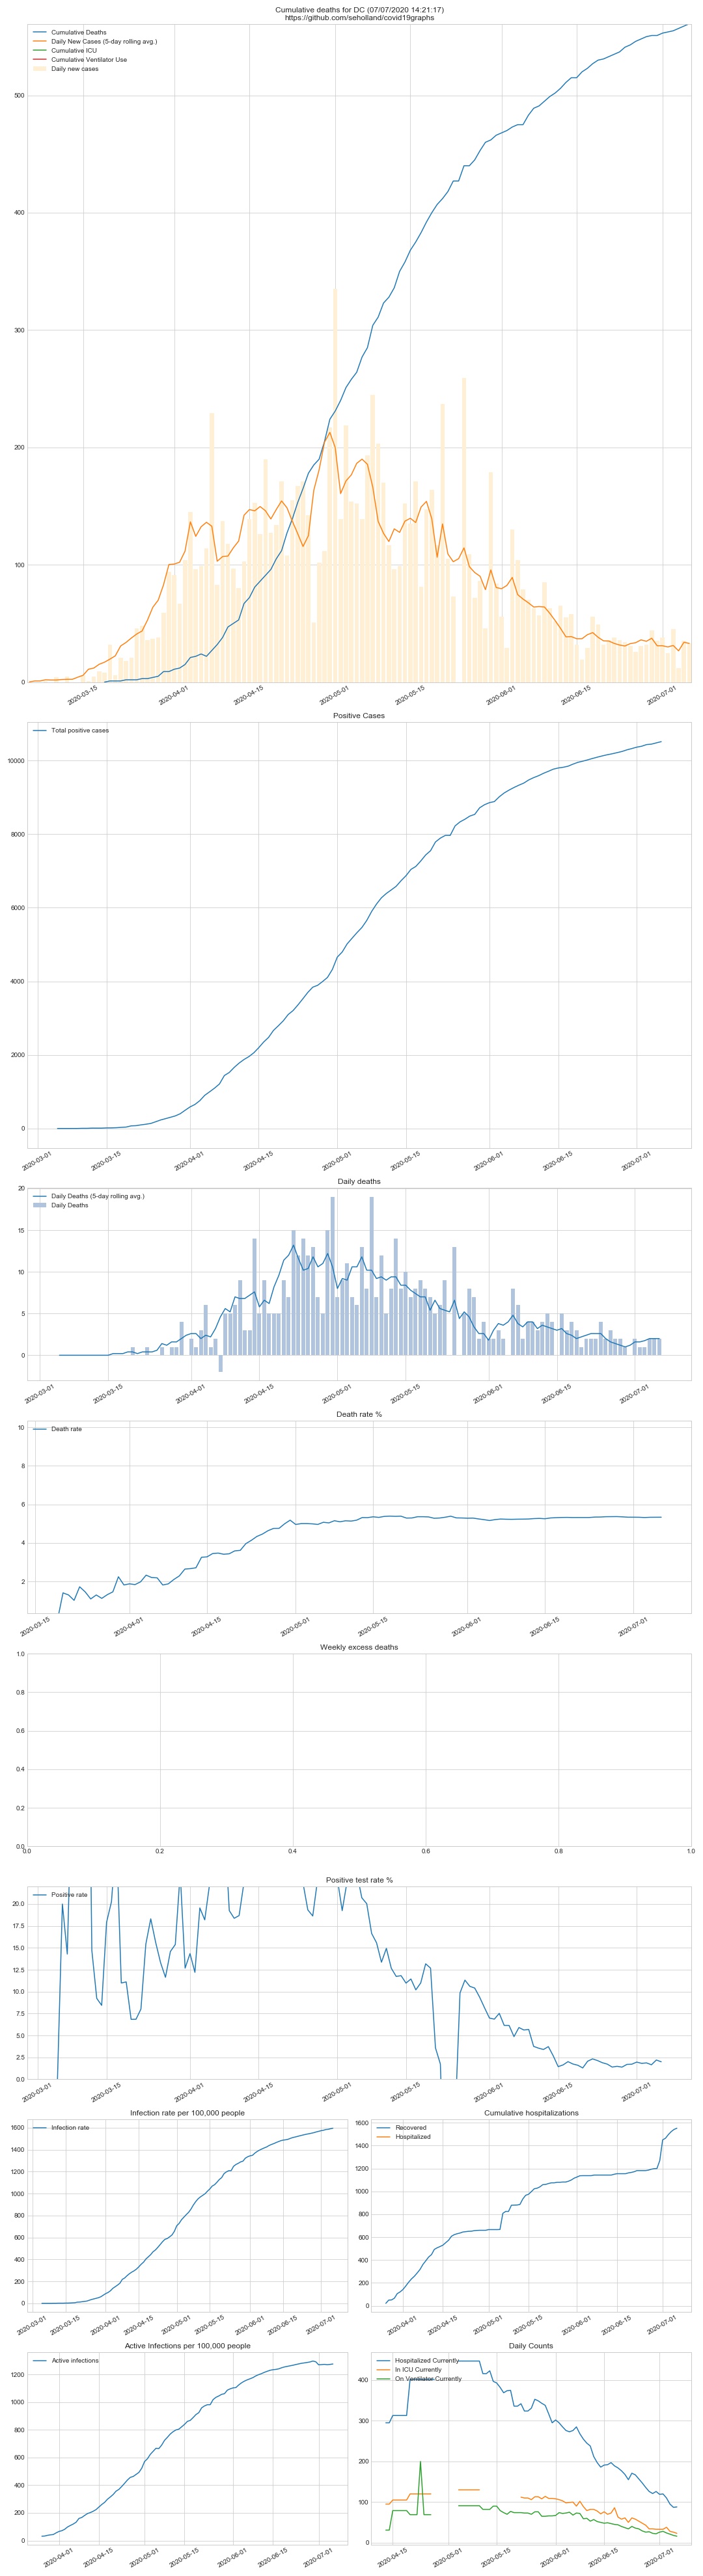 Cumulative deaths for DC (07/07/2020 14:21:17)
https://github.com/seholland/covid19graphs
Cumulative Deaths
Daily New Cases (5-day rolling avg.)
Cumulative ICU
Cumulative Ventilator Use
Daily new cases
500
400
300
200
100
0
2020-03-15 2020-04-01 2020-04-15 2020-05-01 2020-05-15 2020-06-01 2020-06-15 2020-07-01
Positive Cases
Total positive cases
10000
8000
6000
4000
2000
0
2020-03-01 2020-03-15 2020-04-01 2020-04-15 2020-05-01 2020-05-15 2020-06-01 2020-06-15 2020-07-01
Daily deaths
Daily Deaths (5-day rolling avg.)
Daily Deaths
20
15
10
5
0
2020-03-01 2020-03-15 2020-04-01 2020-04-15 2020-05-01 2020-05-15 2020-06-01 2020-06-15 2020-07-01
Death rate %
Death rate
10
8
6
4
2
2020-03-15 2020-04-01 2020-04-15 2020-05-01 2020-05-15 2020-06-01 2020-06-15 2020-07-01
Weekly excess deaths
1.0
0.8
0.6
0.4
0.2
0.0
0.0 0.2 0.4 0.6 0.8 1.0
Positive test rate %
Positive rate
20.0
17.5
15.0
12.5
10.0
7.5
5.0
2.5
0.0
2020-03-01 2020-03-15 2020-04-01 2020-04-15 2020-05-01 2020-05-15 2020-06-01 2020-06-15 2020-07-01
Infection rate per 100,000 people
Infection rate
1600
1400
1200
1000
800
600
400
200
0
2020-03-01 2020-03-15 2020-04-01 2020-04-15 2020-05-01 2020-05-15 2020-06-01 2020-06-15 2020-07-01
Cumulative hospitalizations
Recovered
Hospitalized
1600
1400
1200
1000
800
600
400
200
0
2020-04-01 2020-04-15 2020-05-01 2020-05-15 2020-06-01 2020-06-15 2020-07-01
Active Infections per 100,000 people
Active infections
1200
1000
800
600
400
200
0
2020-04-01 2020-04-15 2020-05-01 2020-05-15 2020-06-01 2020-06-15 2020-07-01
Daily Counts
Hospitalized Currently
In ICU Currently
On Ventilator Currently
400
300
200
100
0
2020-04-15 2020-05-01 2020-05-15 2020-06-01 2020-06-15 2020-07-01